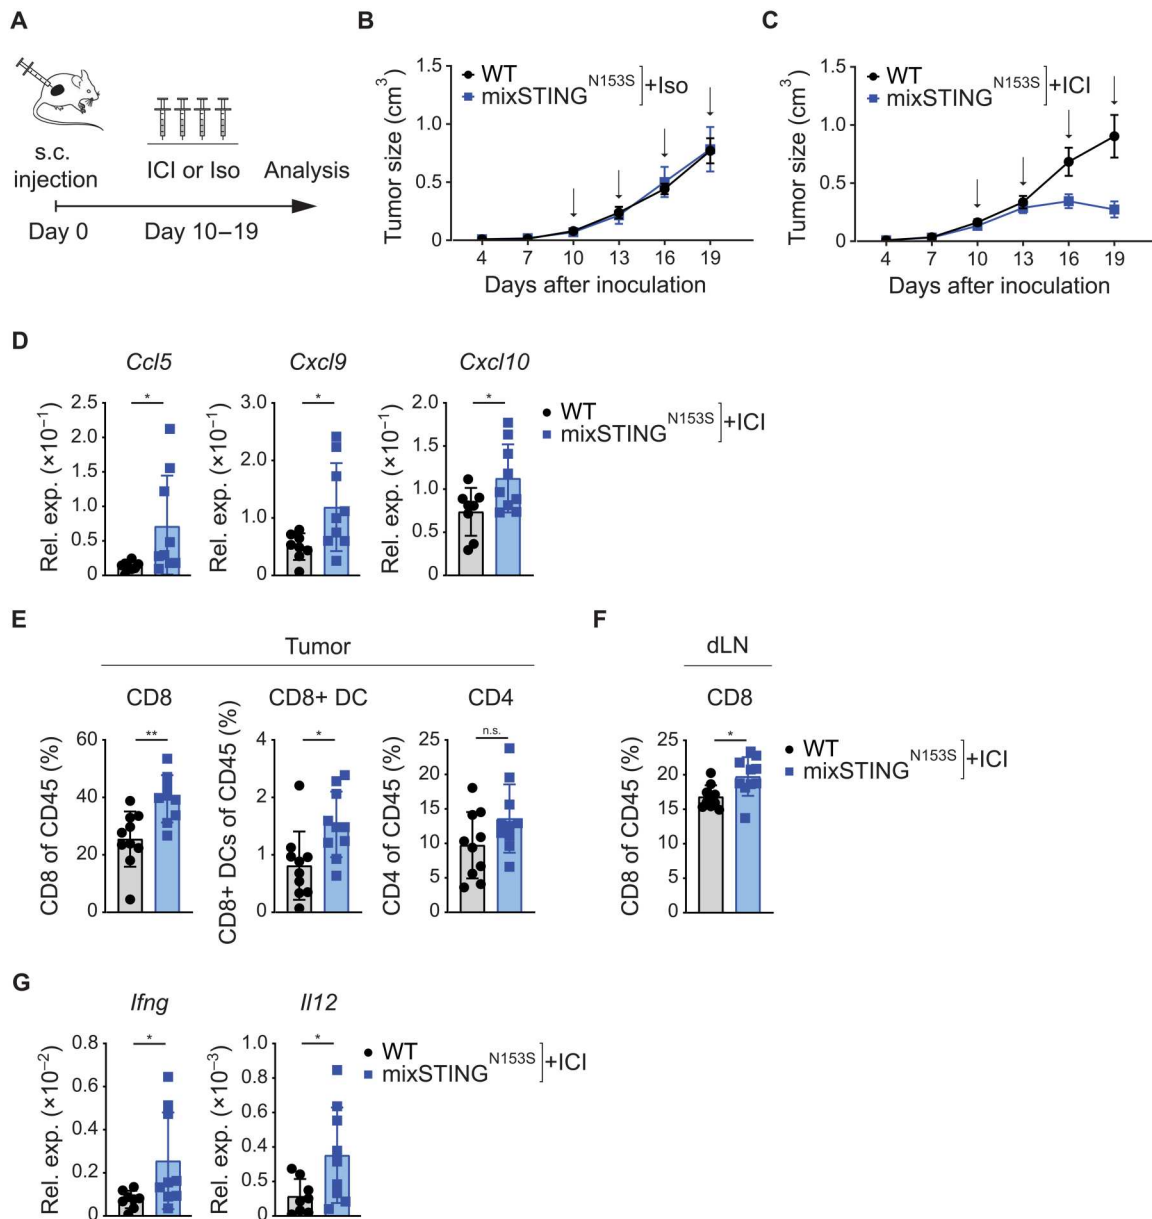 A
s.c.
injection
ICI or Iso
Analysis
Day 0
Day 10–19
B
WT
mixSTING N153S ]+Iso
Tumor size (cm³)
1.5
1.0
0.5
0
4 7 10 13 16 19
Days after inoculation
C
WT
mixSTING N153S ]+ICI
Tumor size (cm³)
1.5
1.0
0.5
0
4 7 10 13 16 19
Days after inoculation
D
Ccl5
Rel. exp. (×10⁻¹)
2.5
2.0
1.5
1.0
0.5
0
*
Cxcl9
Rel. exp. (×10⁻¹)
3.0
2.0
1.0
0
*
Cxcl10
Rel. exp. (×10⁻¹)
2.0
1.5
1.0
0.5
0
*
WT
mixSTING N153S ]+ICI
E
Tumor
CD8
CD8 of CD45 (%)
60
40
20
0
**
CD8+ DC
CD8+ DCs of CD45 (%)
4
2
1
0
*
CD4
CD4 of CD45 (%)
25
20
15
10
5
0
n.s.
F
dLN
CD8
CD8 of CD45 (%)
25
20
15
10
5
0
*
WT
mixSTING N153S ]+ICI
G
Ifng
Rel. exp. (×10⁻²)
0.8
0.6
0.4
0.2
0
*
Il12
Rel. exp. (×10⁻³)
1.0
0.8
0.6
0.4
0.5
0
*
WT
mixSTING N153S ]+ICI